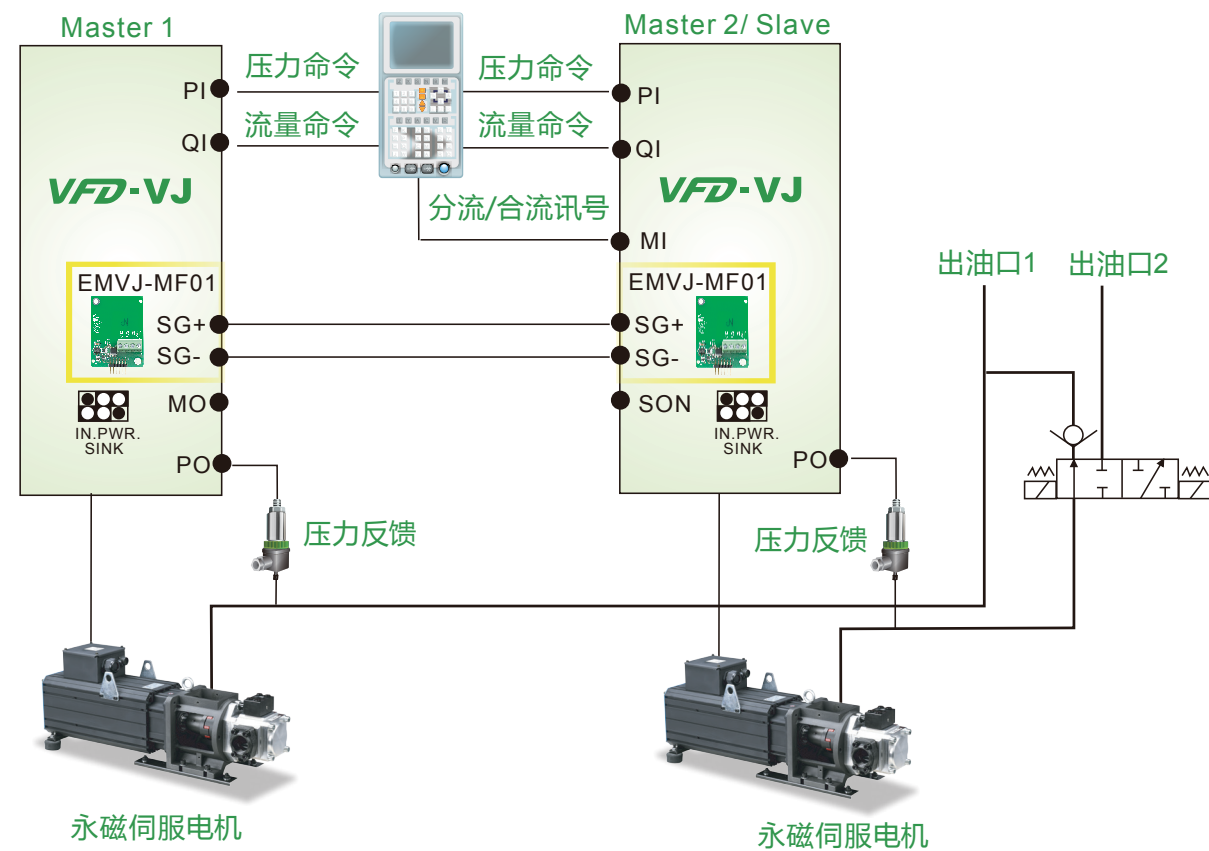 Master 1
Master 2/ Slave
压力命令
压力命令
PI
PI
流量命令
流量命令
QI
QI
VFD-VJ
VFD-VJ
分流/合流讯号
MI
出油口1
出油口2
EMVJ-MF01
EMVJ-MF01
SG+
SG+
SG-
SG-
MO
SON
IN.PWR.
SINK
IN.PWR.
SINK
PO
PO
压力反馈
压力反馈
永磁伺服电机
永磁伺服电机